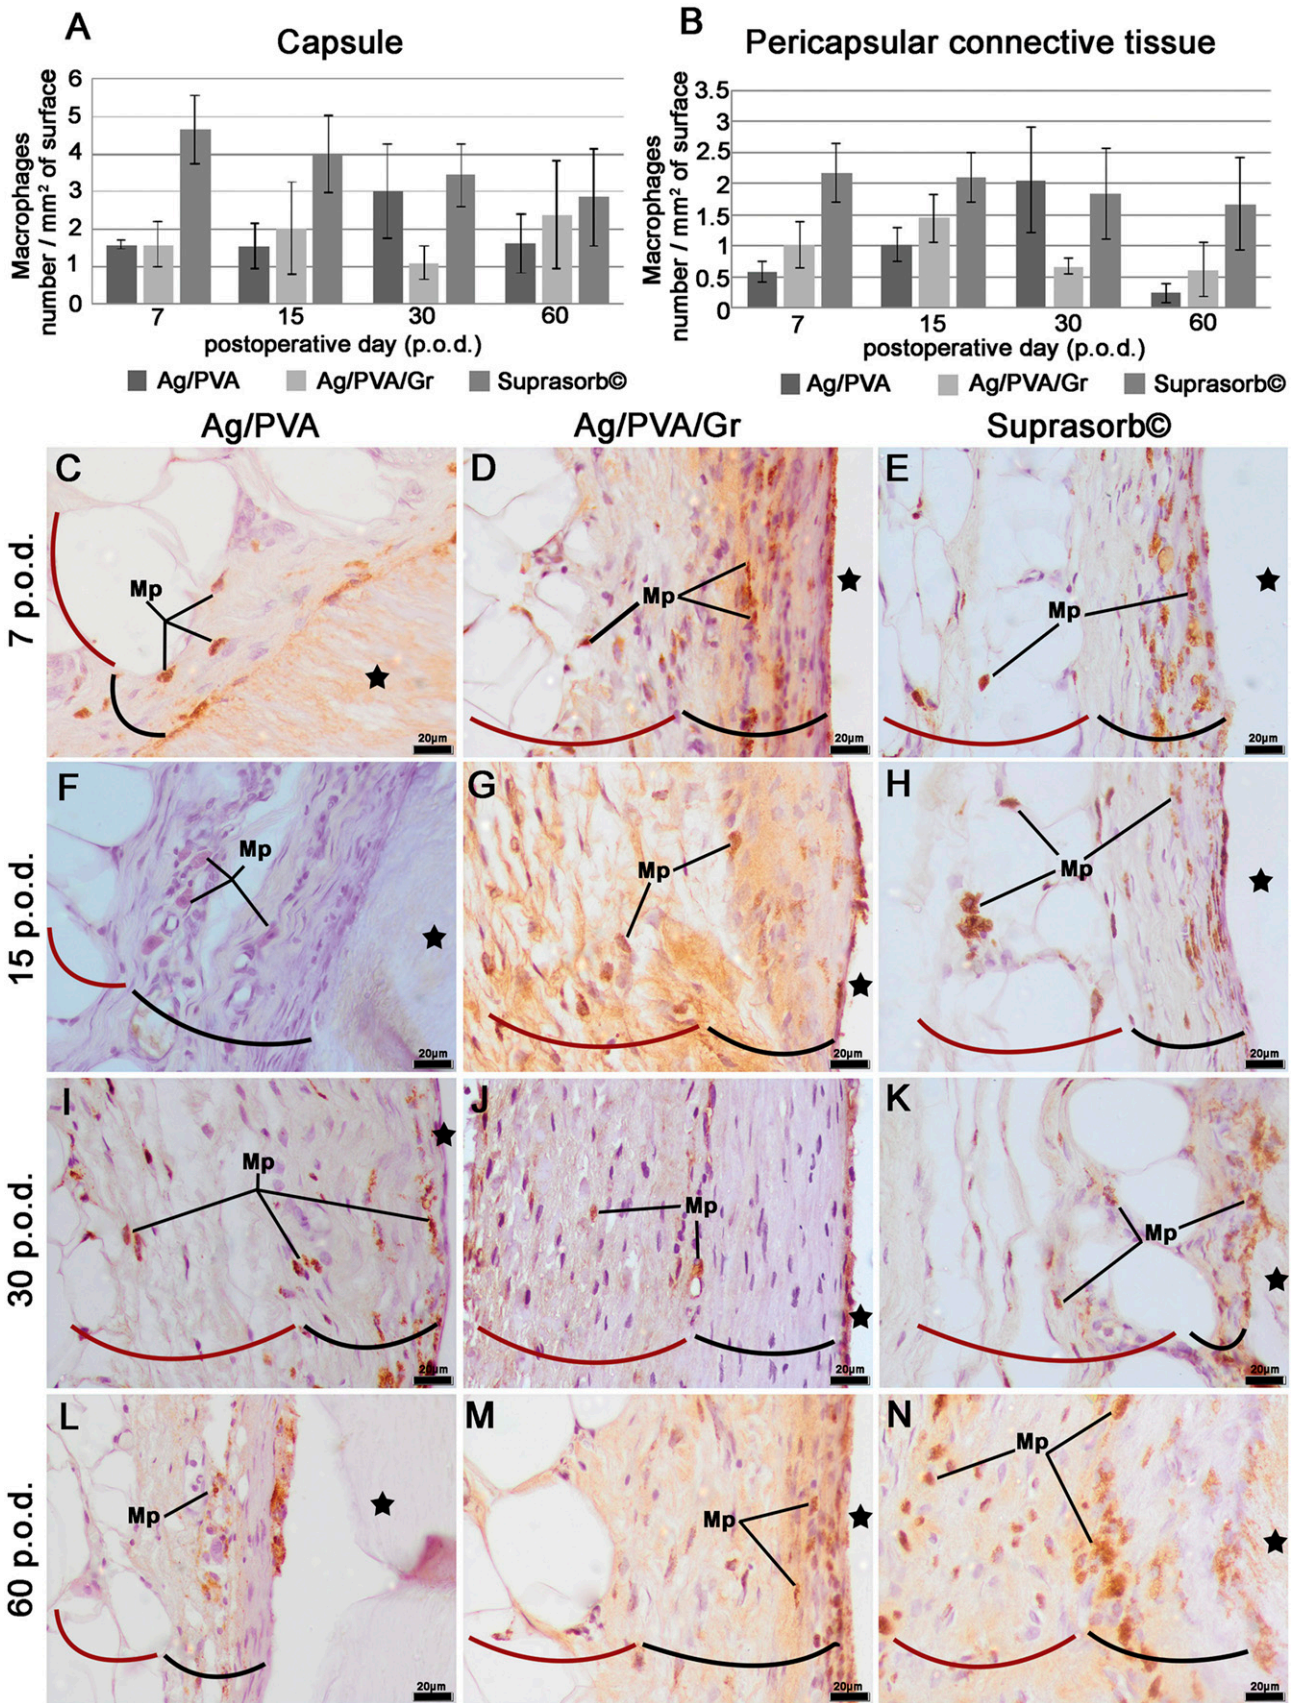 A
Capsule
Macrophages
number / mm² of surface
6
5
4
3
2
1
0
7
15
30
60
postoperative day (p.o.d.)
Ag/PVA
Ag/PVA/Gr
Suprasorb©
B
Pericapsular connective tissue
Macrophages
number / mm² of surface
3.5
3
2.5
2
1.5
1
0.5
0
7
15
30
60
postoperative day (p.o.d.)
Ag/PVA
Ag/PVA/Gr
Suprasorb©
Ag/PVA
Ag/PVA/Gr
Suprasorb©
7 p.o.d.
C
Mp
20µm
D
Mp
20µm
E
Mp
20µm
15 p.o.d.
F
Mp
20µm
G
Mp
20µm
H
Mp
20µm
30 p.o.d.
I
Mp
20µm
J
Mp
20µm
K
Mp
20µm
60 p.o.d.
L
Mp
20µm
M
Mp
20µm
N
Mp
20µm